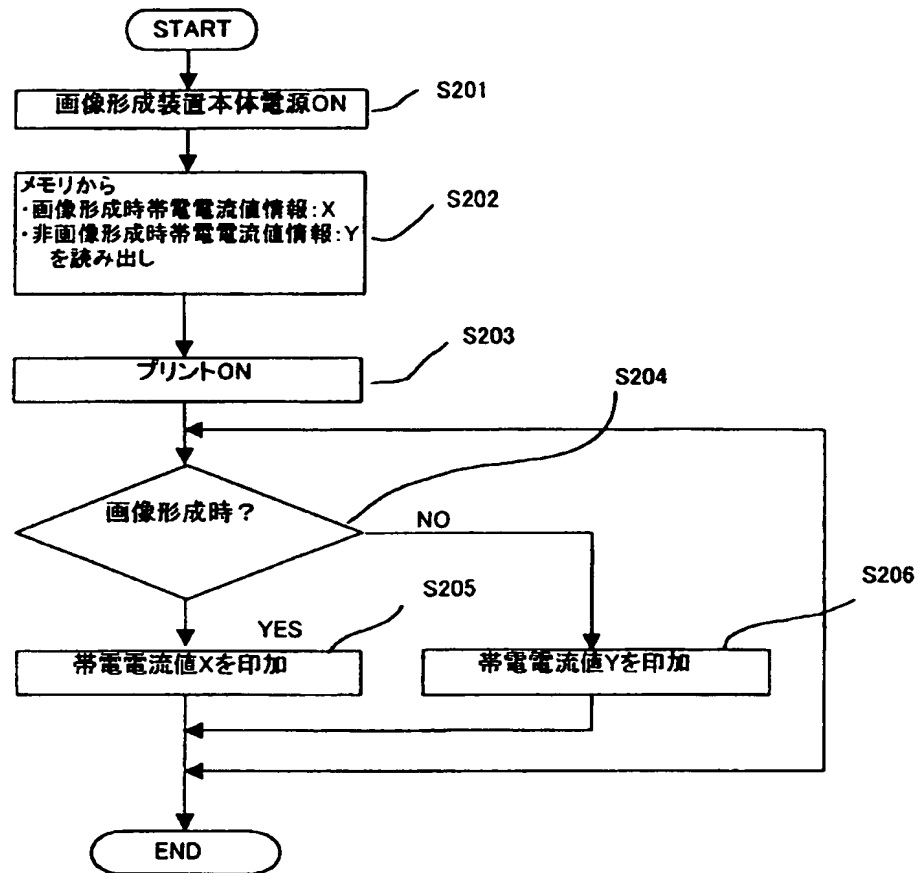 START
画像形成装置本体電源ON
S201
メモリから
・画像形成時帯電電流値情報:X
・非画像形成時帯電電流値情報:Y
を読み出し
S202
プリントON
S203
S204
画像形成時?
NO
YES
S205
帯電電流値Xを印加
S206
帯電電流値Yを印加
END